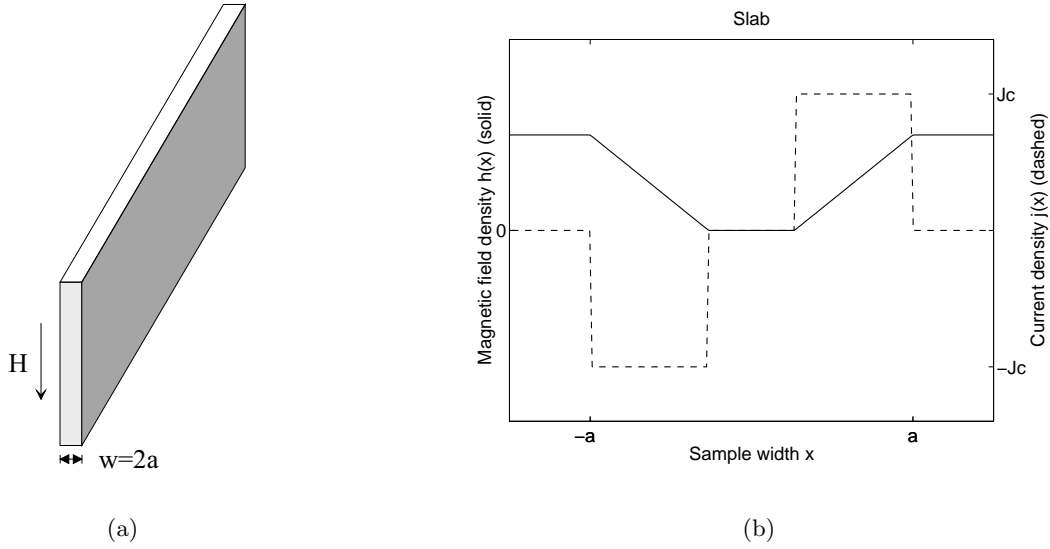 H
w=2a
(a)
Slab
Magnetic field density h(x) (solid)
0
Jc
−Jc
Current density j(x) (dashed)
−a
a
Sample width x
(b)